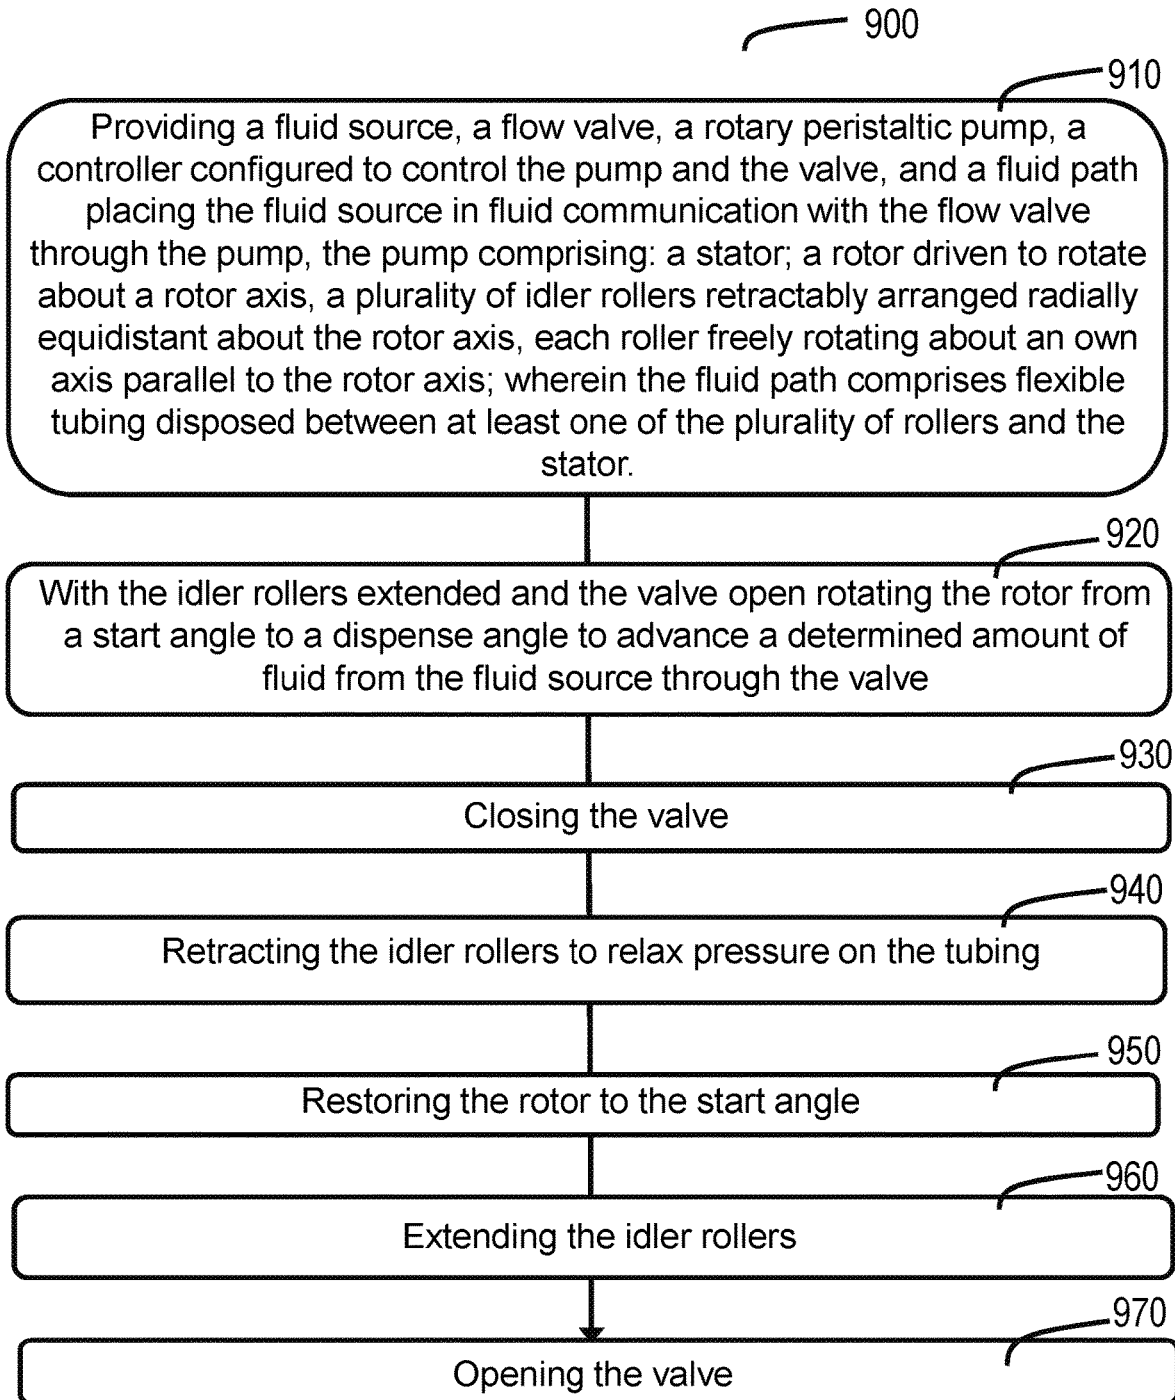 900
910
Providing a fluid source, a flow valve, a rotary peristaltic pump, a
controller configured to control the pump and the valve, and a fluid path
placing the fluid source in fluid communication with the flow valve
through the pump, the pump comprising: a stator; a rotor driven to rotate
about a rotor axis, a plurality of idler rollers retractably arranged radially
equidistant about the rotor axis, each roller freely rotating about an own
axis parallel to the rotor axis; wherein the fluid path comprises flexible
tubing disposed between at least one of the plurality of rollers and the
stator.
920
With the idler rollers extended and the valve open rotating the rotor from
a start angle to a dispense angle to advance a determined amount of
fluid from the fluid source through the valve
930
Closing the valve
940
Retracting the idler rollers to relax pressure on the tubing
950
Restoring the rotor to the start angle
960
Extending the idler rollers
970
Opening the valve